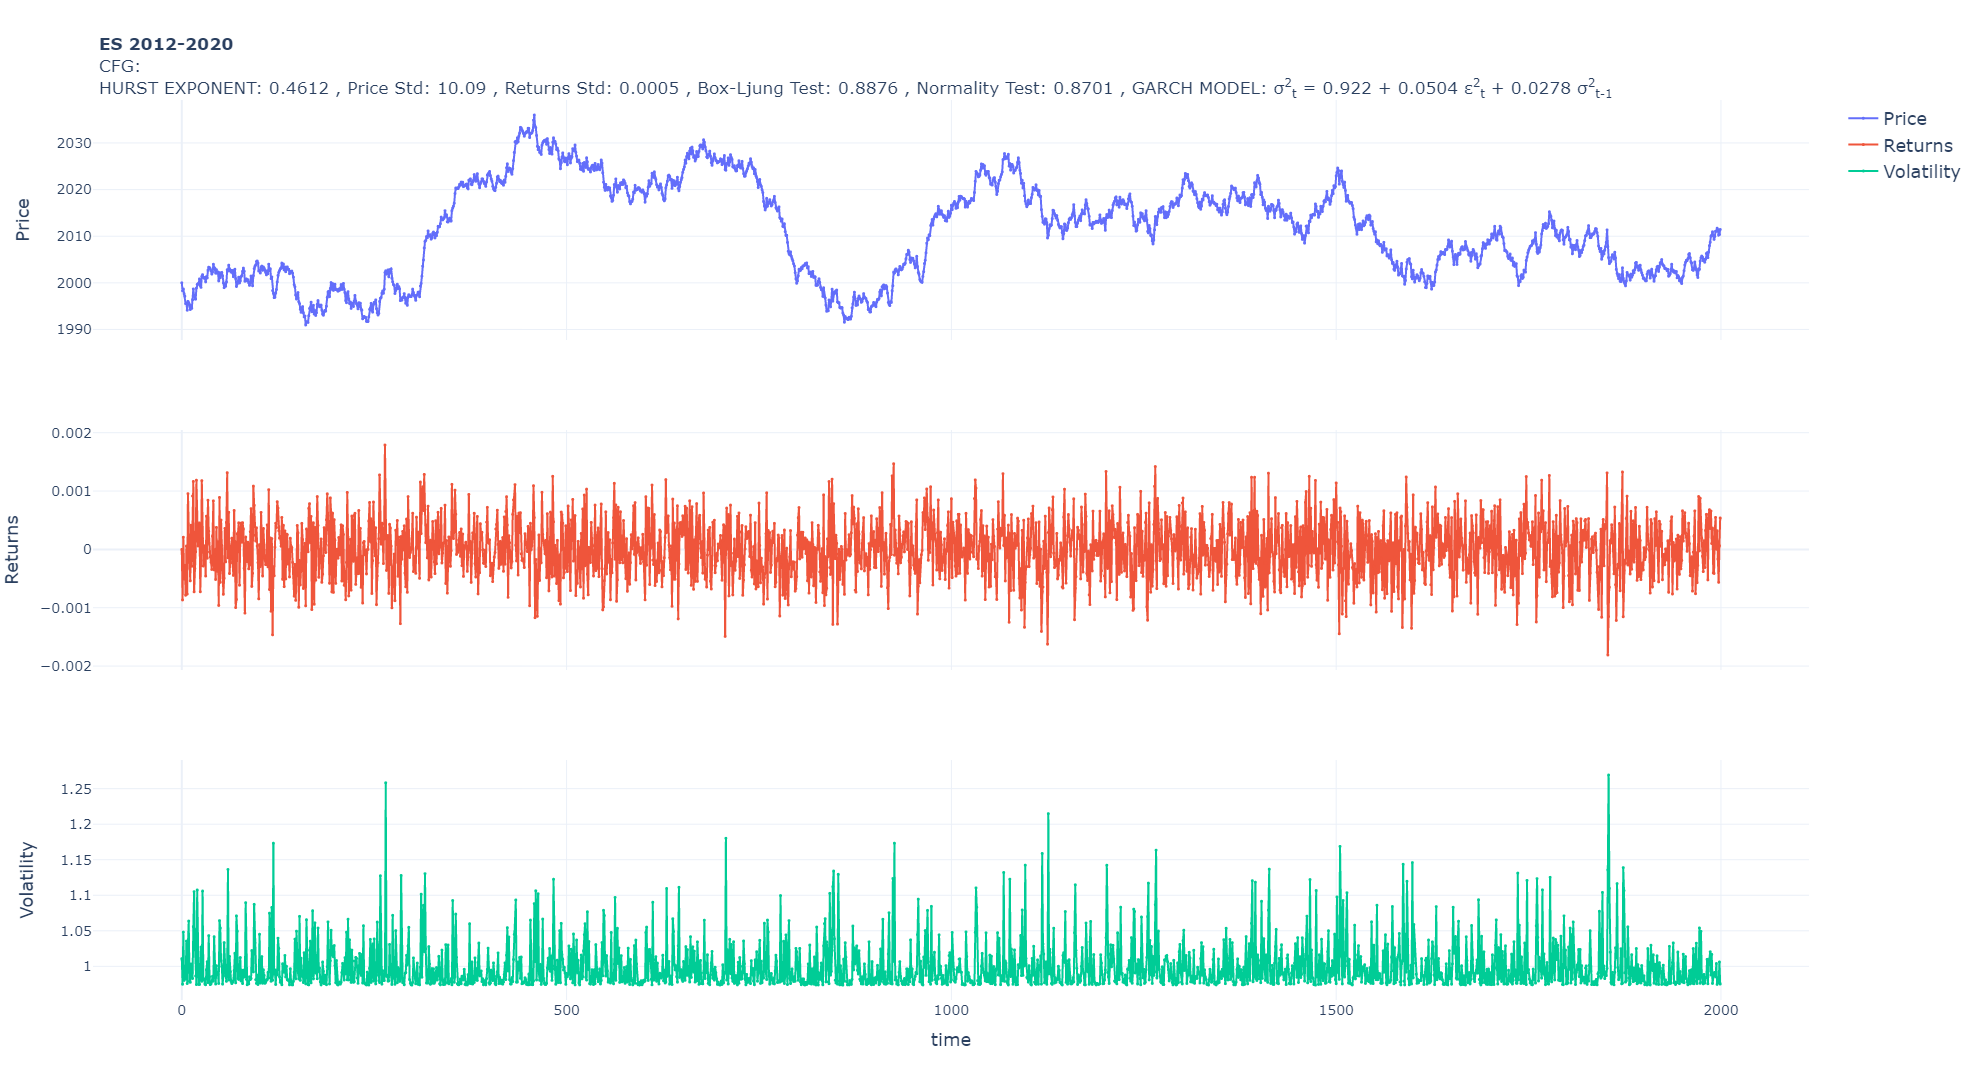 ES 2012-2020
CFG:
HURST EXPONENT: 0.4612 , Price Std: 10.09 , Returns Std: 0.0005 , Box-Ljung Test: 0.8876 , Normality Test: 0.8701 , GARCH MODEL: σ²ₜ = 0.922 + 0.0504 ε²ₜ + 0.0278 σ²ₜ₋₁
Price
Returns
Volatility
Price
2030
2020
2010
2000
1990
Returns
0.002
0.001
0
−0.001
−0.002
Volatility
1.25
1.2
1.15
1.1
1.05
1
0 500 1000 1500 2000
time